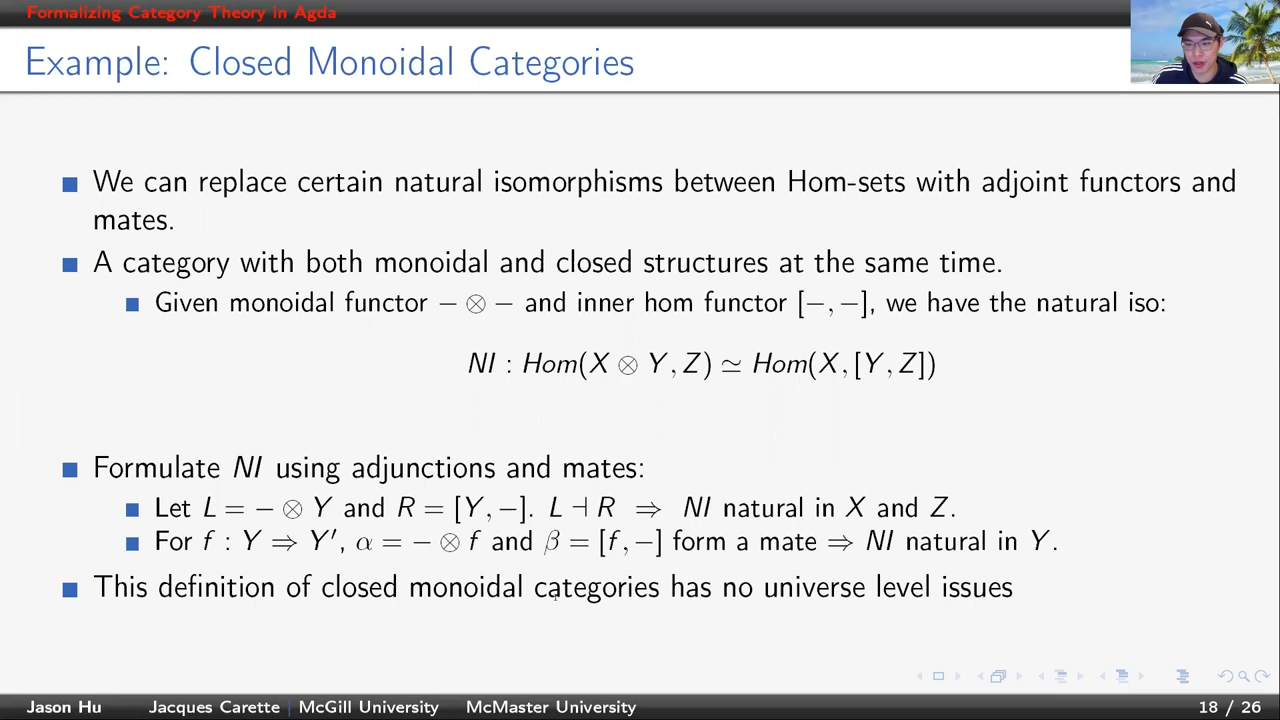 Formalizing Category Theory in Agda
Example: Closed Monoidal Categories
■ We can replace certain natural isomorphisms between Hom-sets with adjoint functors and
mates.
■ A category with both monoidal and closed structures at the same time.
■ Given monoidal functor − ⊗ − and inner hom functor [−, −], we have the natural iso:
NI : Hom(X ⊗ Y, Z) ≃ Hom(X, [Y, Z])
■ Formulate NI using adjunctions and mates:
■ Let L = − ⊗ Y and R = [Y, −]. L ⊣ R ⇒ NI natural in X and Z.
■ For f : Y ⇒ Y′, α = − ⊗ f and β = [f, −] form a mate ⇒ NI natural in Y.
■ This definition of closed monoidal categories has no universe level issues
Jason Hu Jacques Carette | McGill University McMaster University 18 / 26